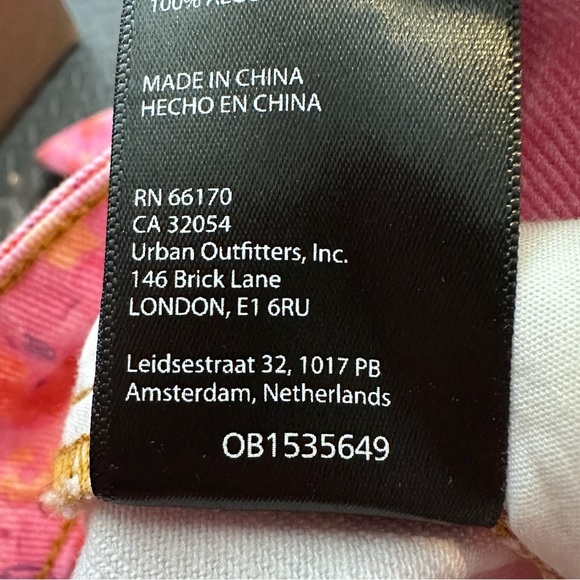 100%
MADE IN CHINA
HECHO EN CHINA
RN 66170
CA 32054
Urban Outfitters, Inc.
146 Brick Lane
LONDON, E1 6RU
Leidsestraat 32, 1017 PB
Amsterdam, Netherlands
OB1535649